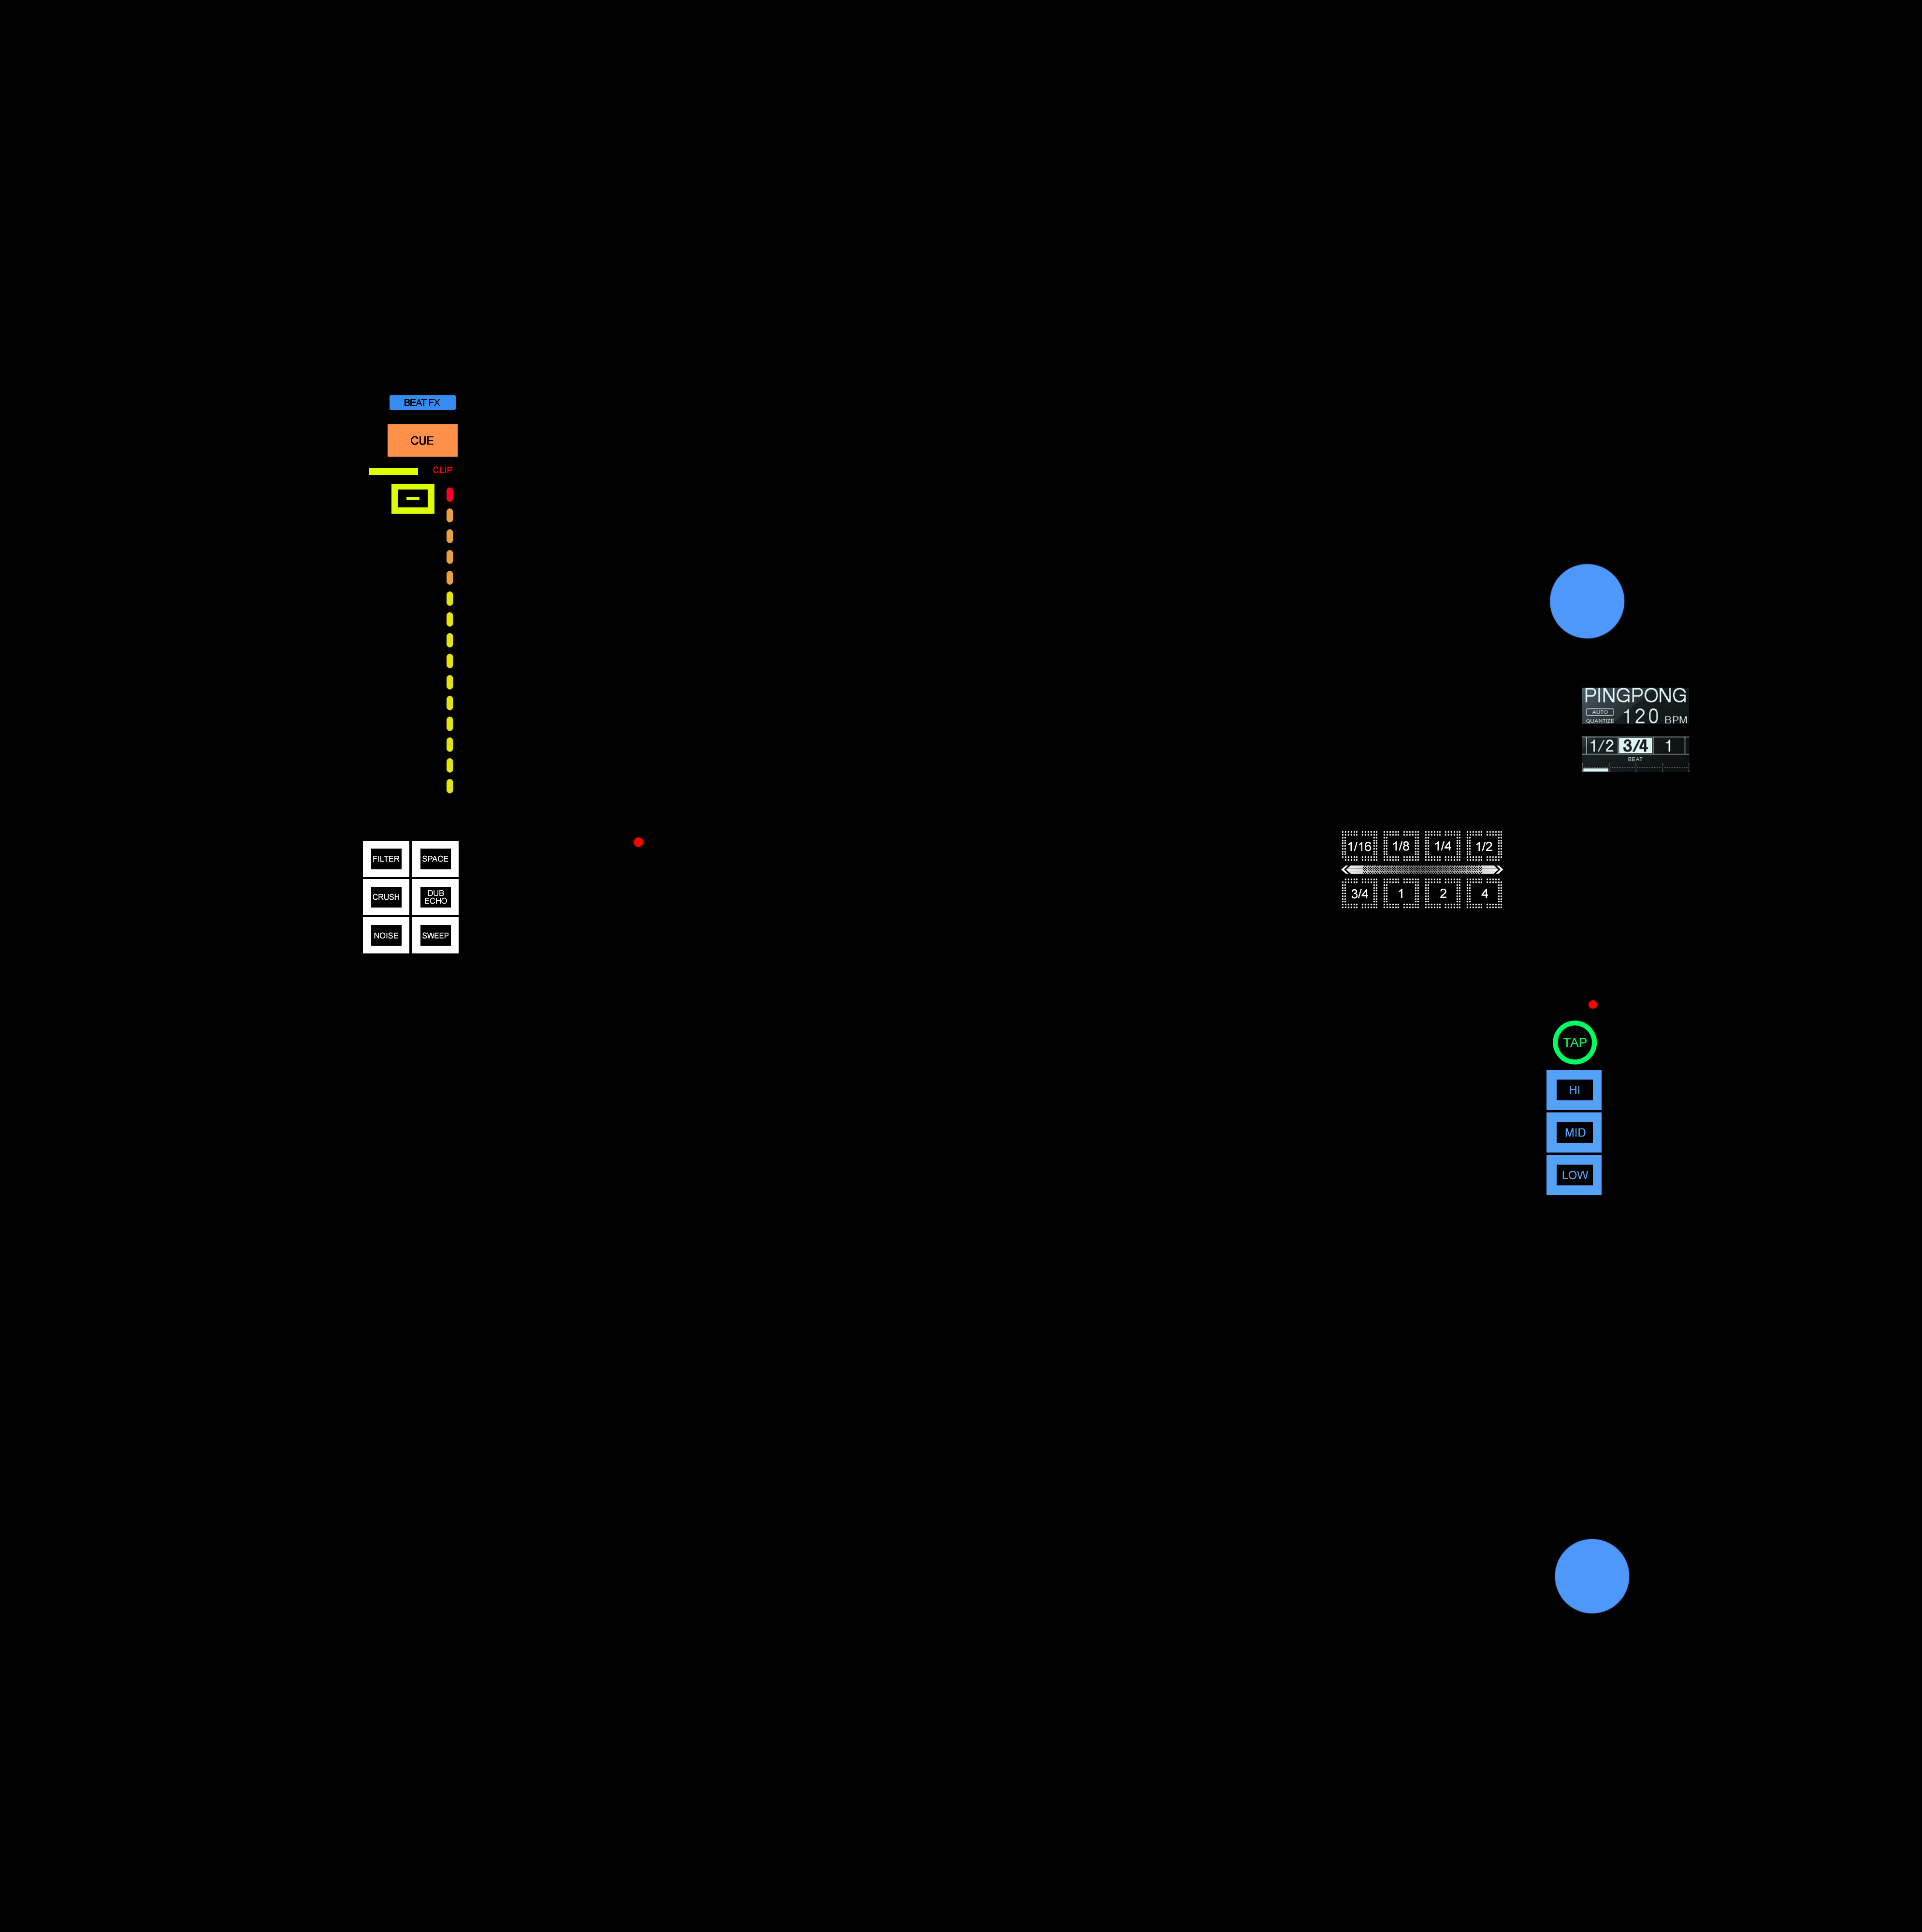 BEAT FX
CUE
CLIP
PINGPONG
AUTO
QUANTIZE 120 BPM
1/2 3/4 1
BEAT
FILTER SPACE
CRUSH DUB ECHO
NOISE SWEEP
1/16 1/8 1/4 1/2
3/4 1 2 4
TAP
HI
MID
LOW